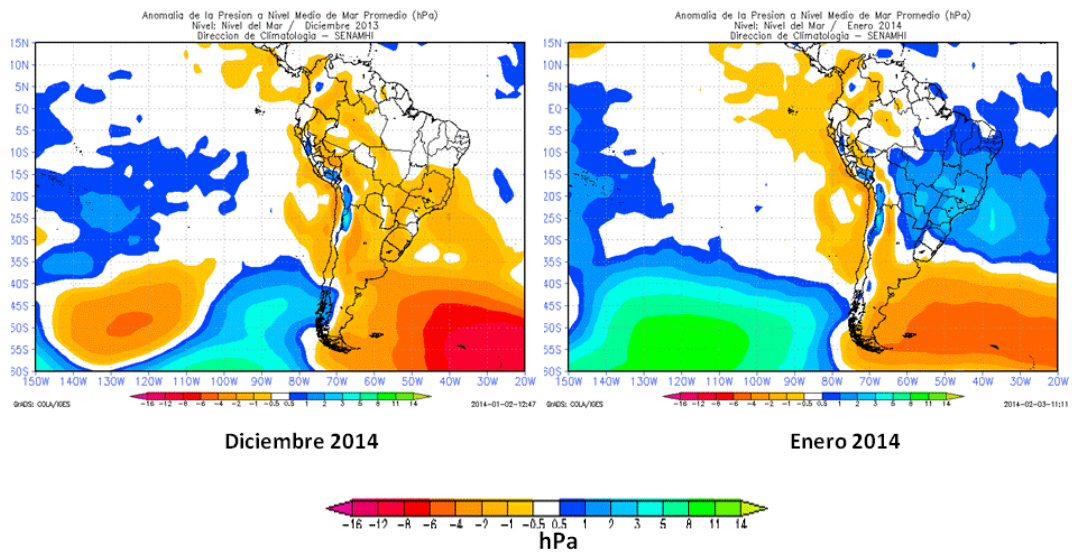 Anomalia de la Presion a Nivel Medio de Mar Promedio (hPa)
Nivel: Nivel del Mar / Diciembre 2013
Direccion de Climatologia – SENAMHI
15N
10N
5N
EQ
5S
10S
15S
20S
25S
30S
35S
40S
45S
50S
55S
60S
150W 140W 130W 120W 110W 100W 90W 80W 70W 60W 50W 40W 30W 20W
-16 -12 -8 -6 -4 -2 -1 -0.5 0.5 1 2 3 5 8 11 14
GrADS: COLA/IGES
2014-01-02-12:47
Diciembre 2014
Anomalia de la Presion a Nivel Medio de Mar Promedio (hPa)
Nivel: Nivel del Mar / Enero 2014
Direccion de Climatologia – SENAMHI
15N
10N
5N
EQ
5S
10S
15S
20S
25S
30S
35S
40S
45S
50S
55S
60S
150W 140W 130W 120W 110W 100W 90W 80W 70W 60W 50W 40W 30W 20W
-16 -12 -8 -6 -4 -2 -1 -0.5 0.5 1 2 3 5 8 11 14
GrADS: COLA/IGES
2014-02-03-11:11
Enero 2014
-16 -12 -8 -6 -4 -2 -1 -0.5 0.5 1 2 3 5 8 11 14
hPa